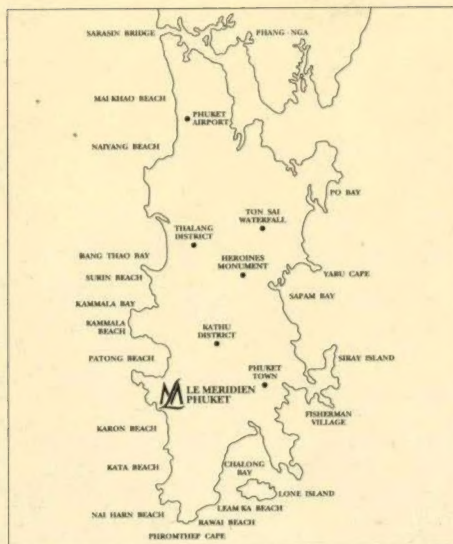 SARASIN BRIDGE
PHANG-NGA
MAI KHAO BEACH
PHUKET
AIRPORT
NAIYANG BEACH
PO BAY
TON SAI
WATERFALL
THALANG
DISTRICT
BANG THAO BAY
HEROINES
MONUMENT
SURIN BEACH
YABU CAPE
SAPAM BAY
KAMMALA BAY
KAMMALA
BEACH
KATHU
DISTRICT
PATONG BEACH
SIRAY ISLAND
PHUKET
TOWN
LE MERIDIEN
PHUKET
FISHERMAN
VILLAGE
KARON BEACH
KATA BEACH
CHALONG
BAY
LONE ISLAND
LEAM KA BEACH
NAI HARN BEACH
RAWAI BEACH
PHROMTHEP CAPE